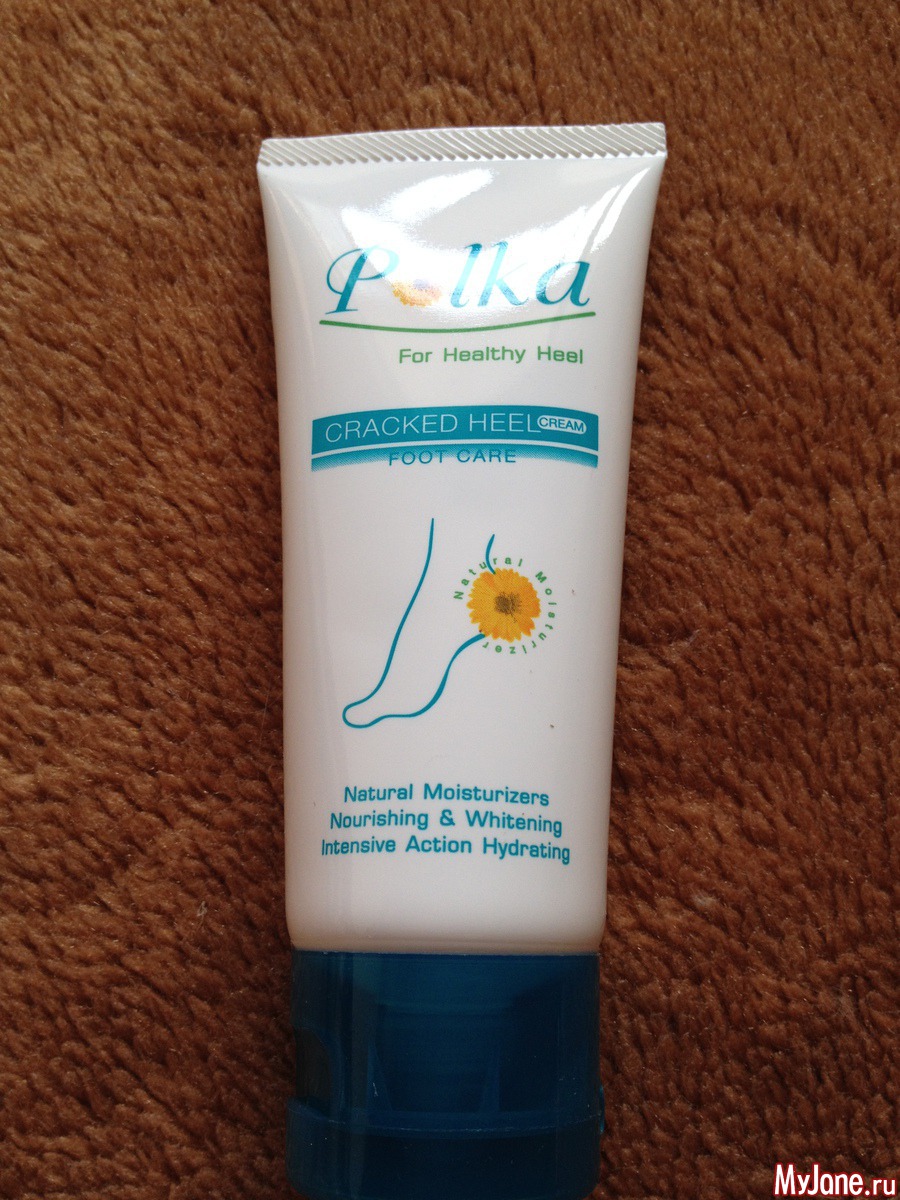 Polka
For Healthy Heel
CRACKED HEEL CREAM
FOOT CARE
Natural Moisturizer
Natural Moisturizers
Nourishing & Whitening
Intensive Action Hydrating
MyJane.ru